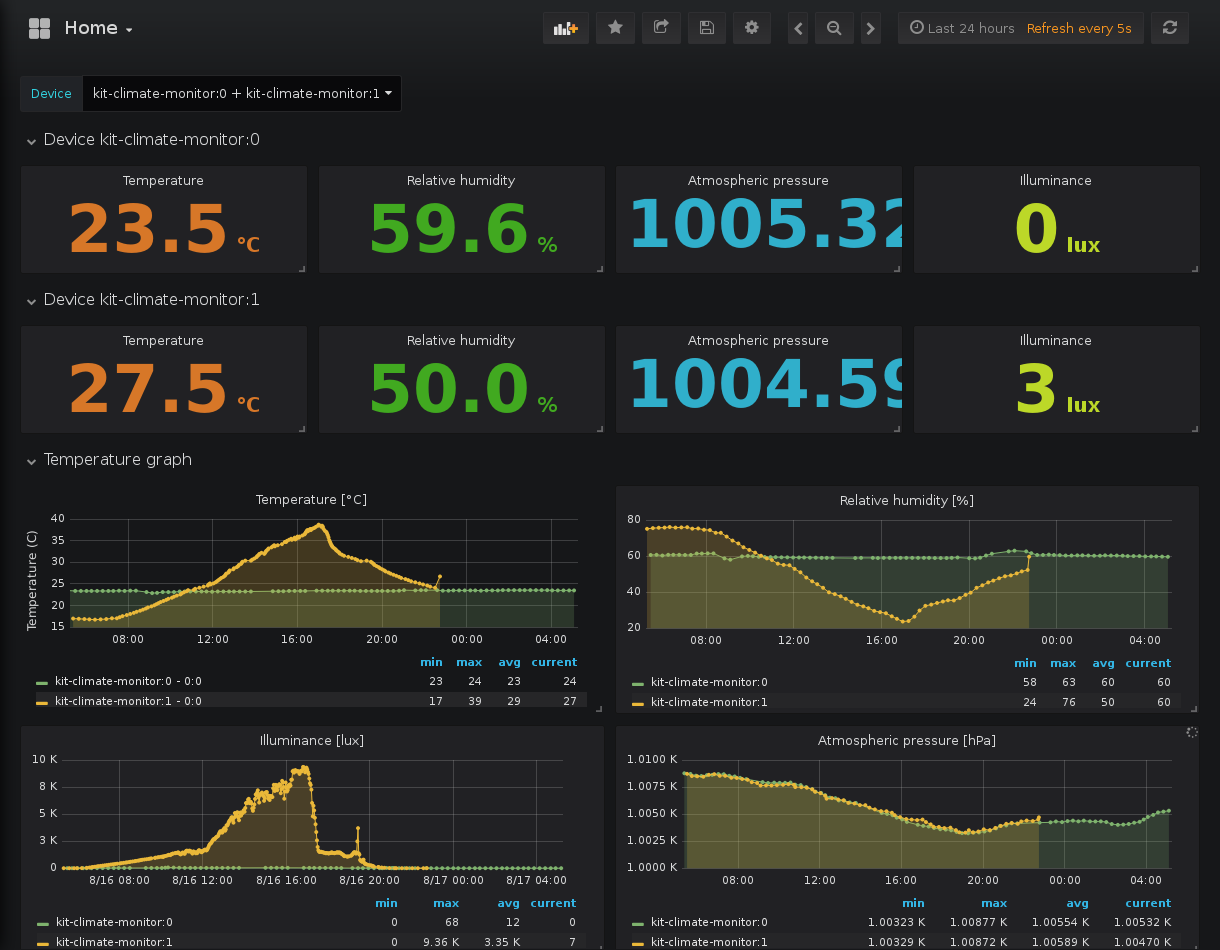 Home
Last 24 hours Refresh every 5s
Device kit-climate-monitor:0 + kit-climate-monitor:1
Device kit-climate-monitor:0
Temperature Relative humidity Atmospheric pressure Illuminance
23.5 °C 59.6 % 1005.32 0 lux
Device kit-climate-monitor:1
Temperature Relative humidity Atmospheric pressure Illuminance
27.5 °C 50.0 % 1004.59 3 lux
Temperature graph
Temperature [°C]
Temperature (C)
40
35
30
25
20
15
08:00 12:00 16:00 20:00 00:00 04:00
min max avg current
kit-climate-monitor:0 - 0:0 23 24 23 24
kit-climate-monitor:1 - 0:0 17 39 29 27
Relative humidity [%]
80
60
40
20
08:00 12:00 16:00 20:00 00:00 04:00
min max avg current
kit-climate-monitor:0 58 63 60 60
kit-climate-monitor:1 24 76 50 60
Illuminance [lux]
10 K
8 K
5 K
3 K
0
8/16 08:00 8/16 12:00 8/16 16:00 8/16 20:00 8/17 00:00 8/17 04:00
min max avg current
kit-climate-monitor:0 0 68 12 0
kit-climate-monitor:1 0 9.36 K 3.35 K 7
Atmospheric pressure [hPa]
1.0100 K
1.0075 K
1.0050 K
1.0025 K
1.0000 K
08:00 12:00 16:00 20:00 00:00 04:00
min max avg current
kit-climate-monitor:0 1.00323 K 1.00877 K 1.00554 K 1.00532 K
kit-climate-monitor:1 1.00329 K 1.00872 K 1.00589 K 1.00470 K